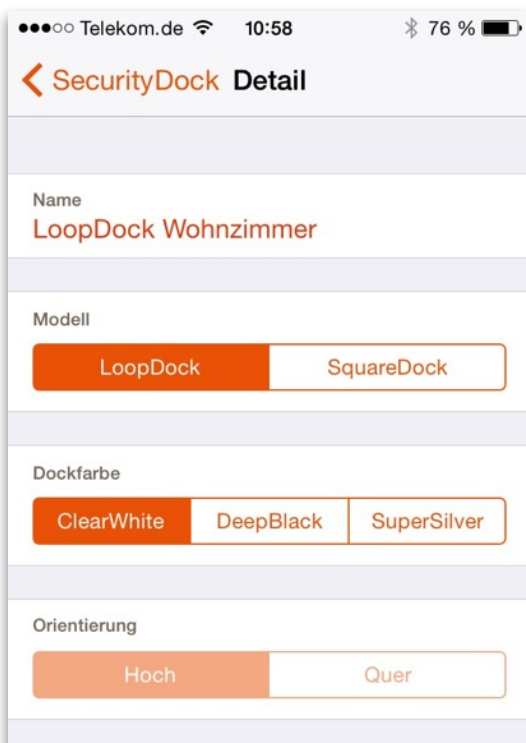 Telekom.de 10:58 76 %
SecurityDock Detail
Name
LoopDock Wohnzimmer
Modell
LoopDock SquareDock
Dockfarbe
ClearWhite DeepBlack SuperSilver
Orientierung
Hoch Quer